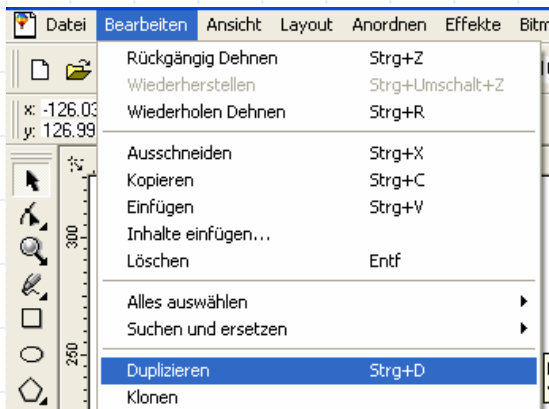 Datei Bearbeiten Ansicht Layout Anordnen Effekte
Rückgängig Dehnen Strg+Z
Wiederherstellen Strg+Umschalt+Z
x: -126.03
Wiederholen Dehnen Strg+R
y: 126.99
Ausschneiden Strg+X
Kopieren Strg+C
Einfügen Strg+V
300
Inhalte einfügen...
Löschen Entf
Alles auswählen
Suchen und ersetzen
250
Duplizieren Strg+D
Klonen